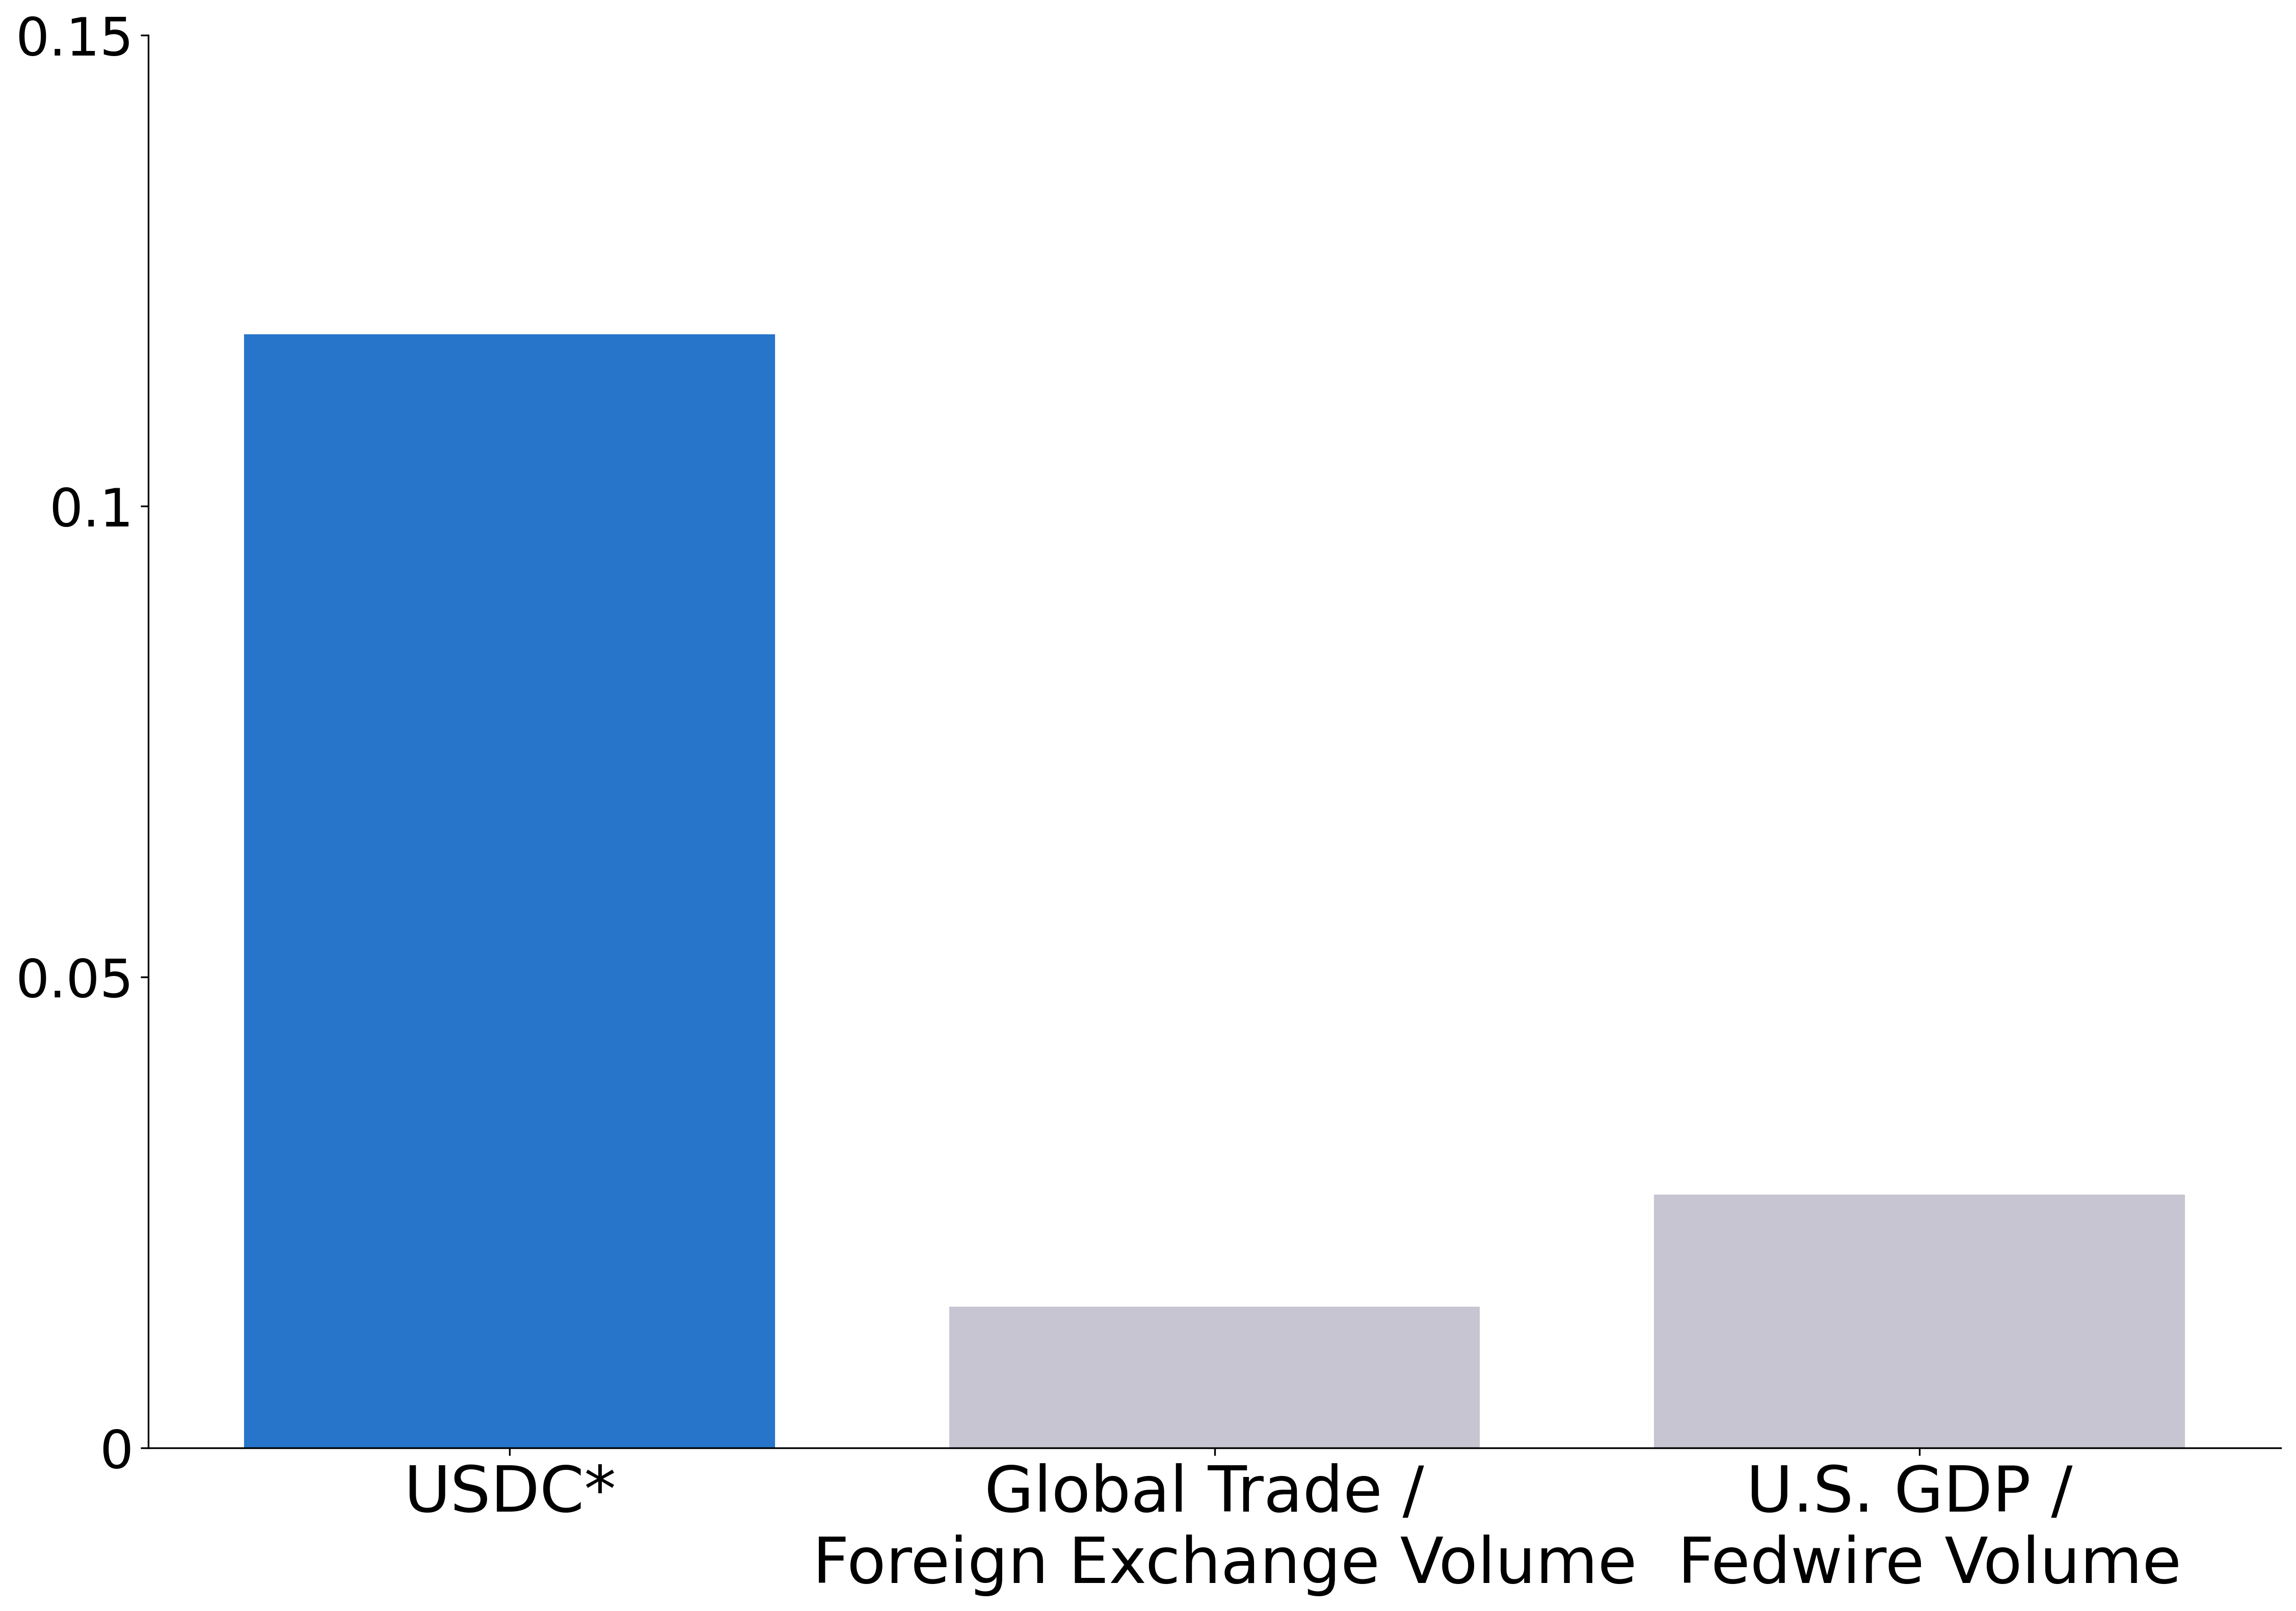 0.15
0.1
0.05
0
USDC*
Global Trade /
Foreign Exchange Volume
U.S. GDP /
Fedwire Volume